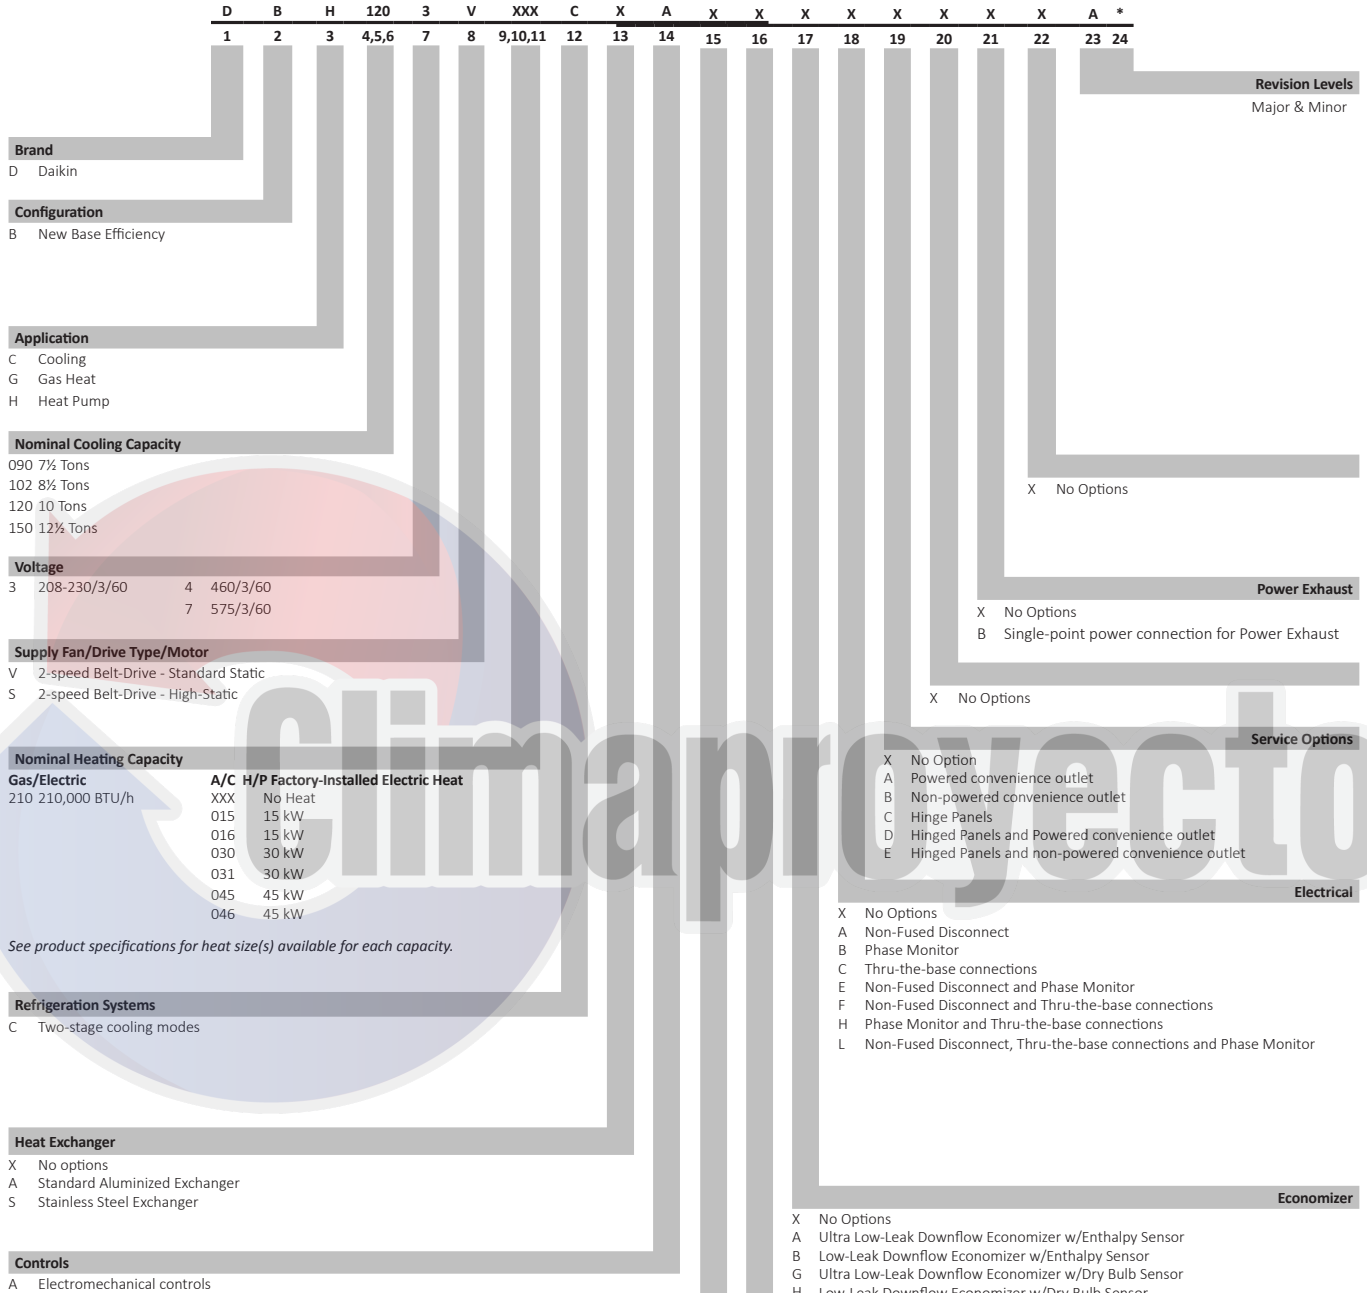 D B H 120 3 V XXX C X A X X X X X X X X A *
1 2 3 4,5,6 7 8 9,10,11 12 13 14 15 16 17 18 19 20 21 22 23 24
Revision Levels
Major & Minor
Brand
D Daikin
Configuration
B New Base Efficiency
Application
C Cooling
G Gas Heat
H Heat Pump
Nominal Cooling Capacity
090 7½ Tons
102 8½ Tons
120 10 Tons
150 12½ Tons
Voltage
3 208-230/3/60 4 460/3/60
7 575/3/60
Supply Fan/Drive Type/Motor
V 2-speed Belt-Drive - Standard Static
S 2-speed Belt-Drive - High-Static
Nominal Heating Capacity
Gas/Electric A/C H/P Factory-Installed Electric Heat
210 210,000 BTU/h XXX No Heat
015 15 kW
016 15 kW
030 30 kW
031 30 kW
045 45 kW
046 45 kW
See product specifications for heat size(s) available for each capacity.
Refrigeration Systems
C Two-stage cooling modes
Heat Exchanger
X No options
A Standard Aluminized Exchanger
S Stainless Steel Exchanger
Controls
A Electromechanical controls
X No Options
Power Exhaust
X No Options
B Single-point power connection for Power Exhaust
X No Options
Service Options
X No Option
A Powered convenience outlet
B Non-powered convenience outlet
C Hinge Panels
D Hinged Panels and Powered convenience outlet
E Hinged Panels and non-powered convenience outlet
Electrical
X No Options
A Non-Fused Disconnect
B Phase Monitor
C Thru-the-base connections
E Non-Fused Disconnect and Phase Monitor
F Non-Fused Disconnect and Thru-the-base connections
H Phase Monitor and Thru-the-base connections
L Non-Fused Disconnect, Thru-the-base connections and Phase Monitor
Economizer
X No Options
A Ultra Low-Leak Downflow Economizer w/Enthalpy Sensor
B Low-Leak Downflow Economizer w/Enthalpy Sensor
G Ultra Low-Leak Downflow Economizer w/Dry Bulb Sensor
H Low-Leak Downflow Economizer w/Dry Bulb Sensor
Climaproyecto